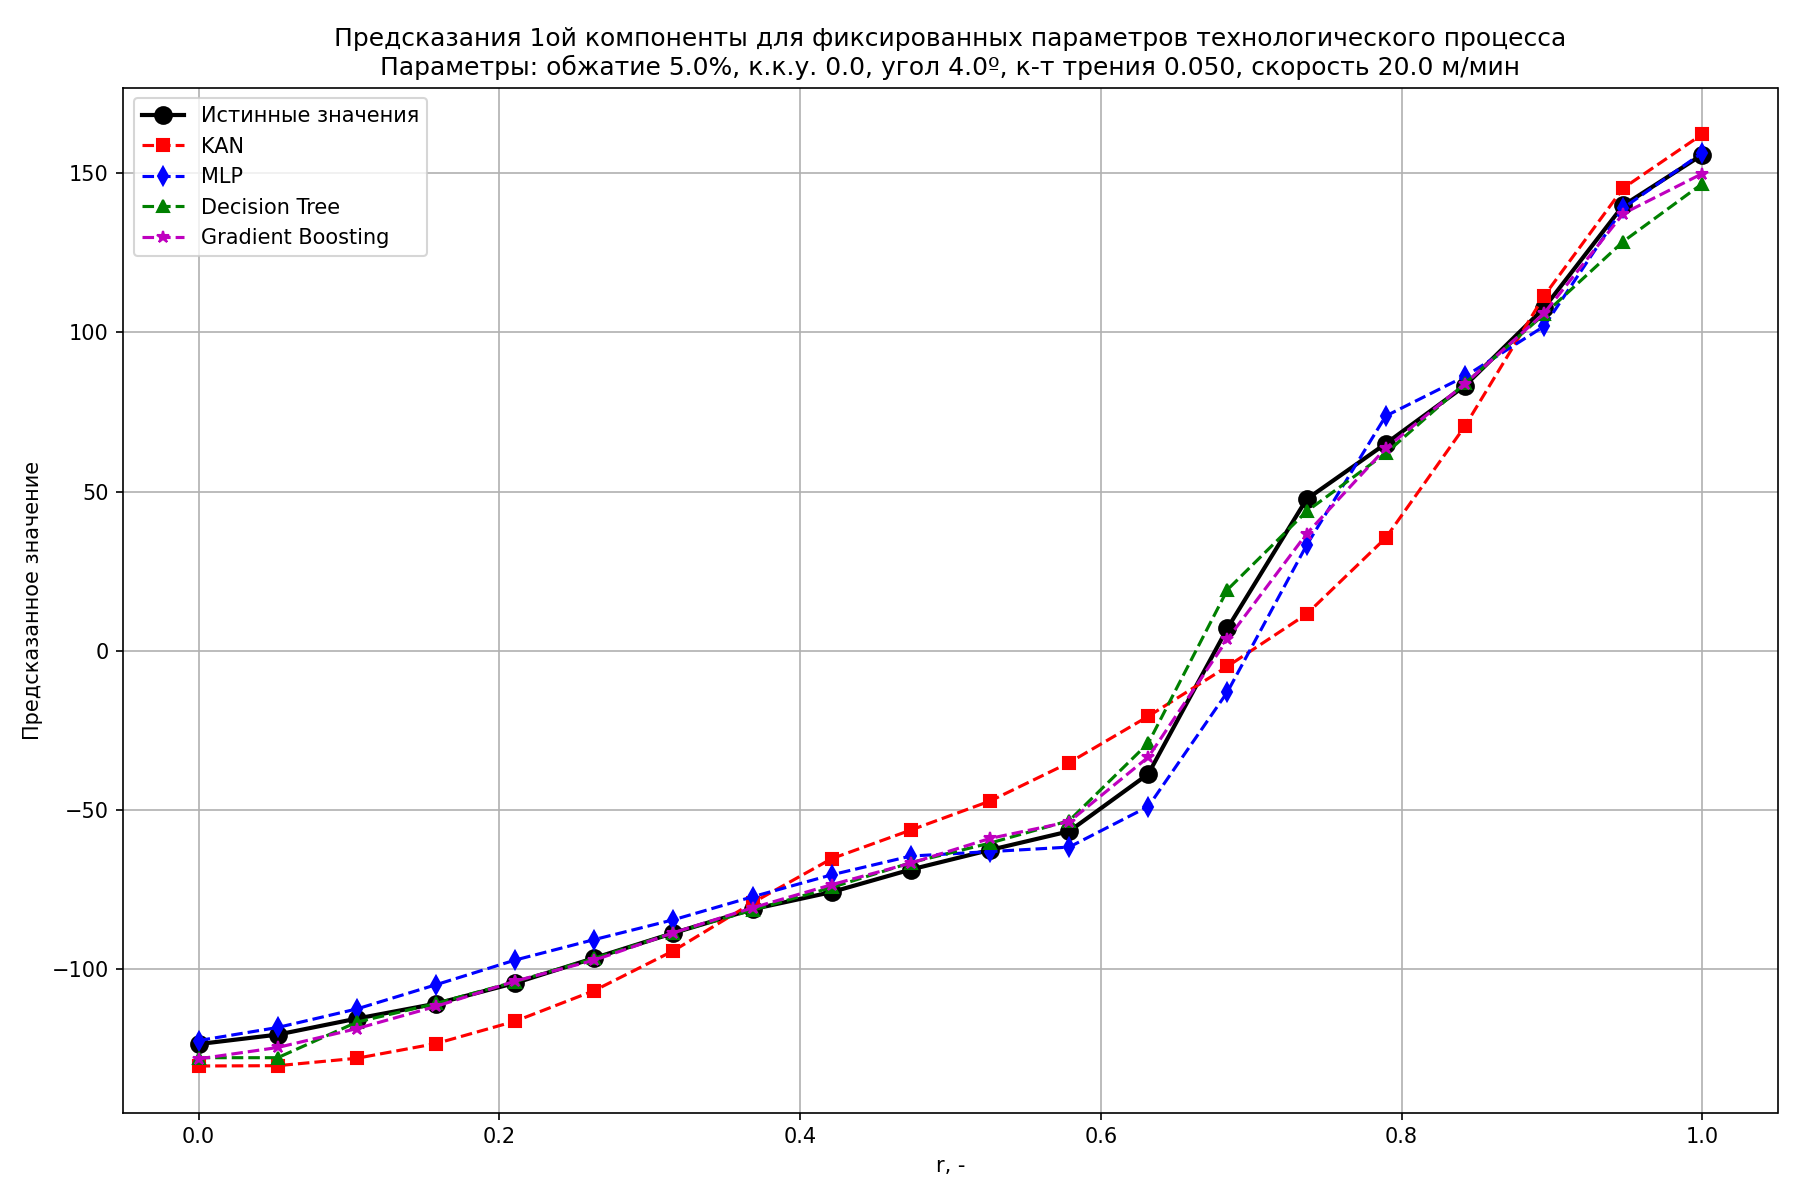 Предсказания 1ой компоненты для фиксированных параметров технологического процесса
Параметры: обжатие 5.0%, к.к.у. 0.0, угол 4.0º, к-т трения 0.050, скорость 20.0 м/мин
Истинные значения
KAN
MLP
Decision Tree
Gradient Boosting
Предсказанное значение
150
100
50
0
−50
−100
0.0
0.2
0.4
0.6
0.8
1.0
r, -